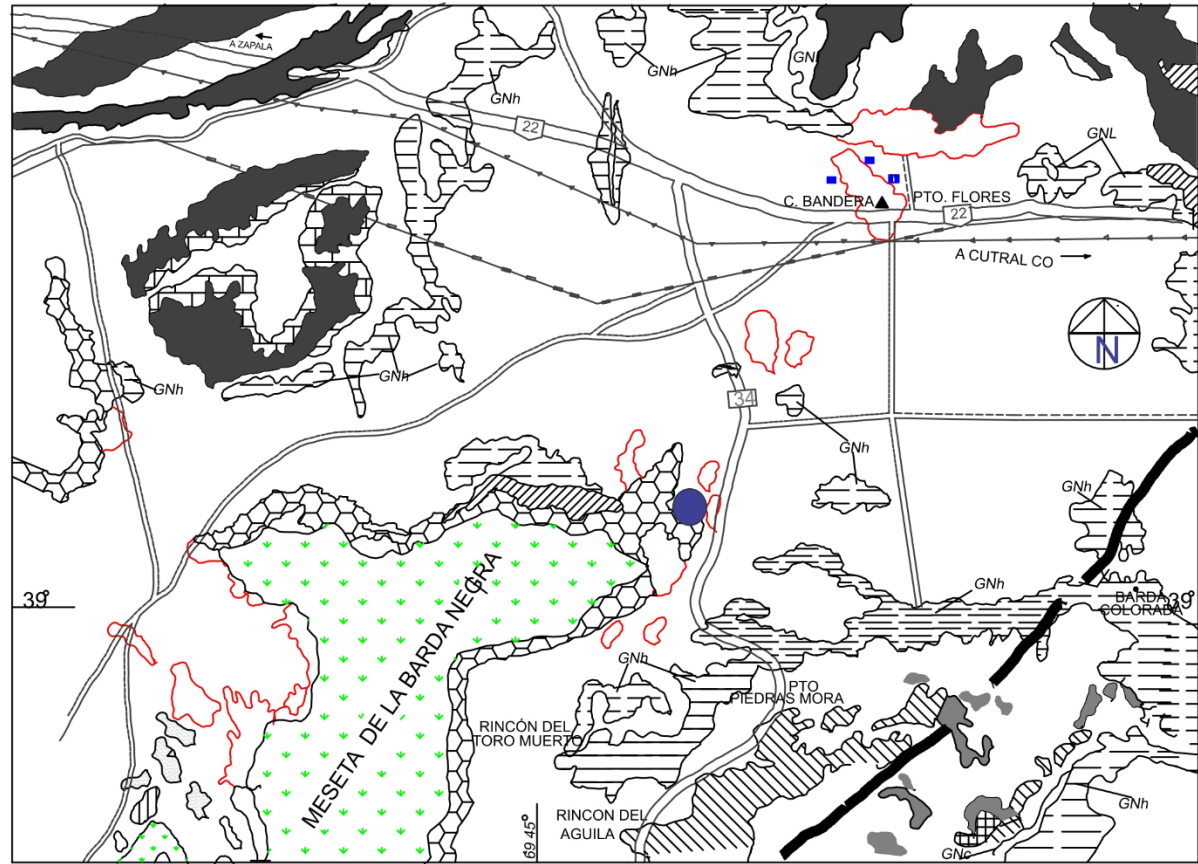 A ZAPALA
GNh
GNh
GNl
22
GNL
C. BANDERA
PTO. FLORES
22
A CUTRAL CO
N
GNh
GNh
34
GNh
GNh
39°
MESETA DE LA BARDA NEGRA
GNh
BARDA
COLORADA
39°
GNh
PTO
PIEDRAS MORA
RINCÓN DEL
TORO MUERTO
GNh
69 45°
RINCON DEL
AGUILA
GNc